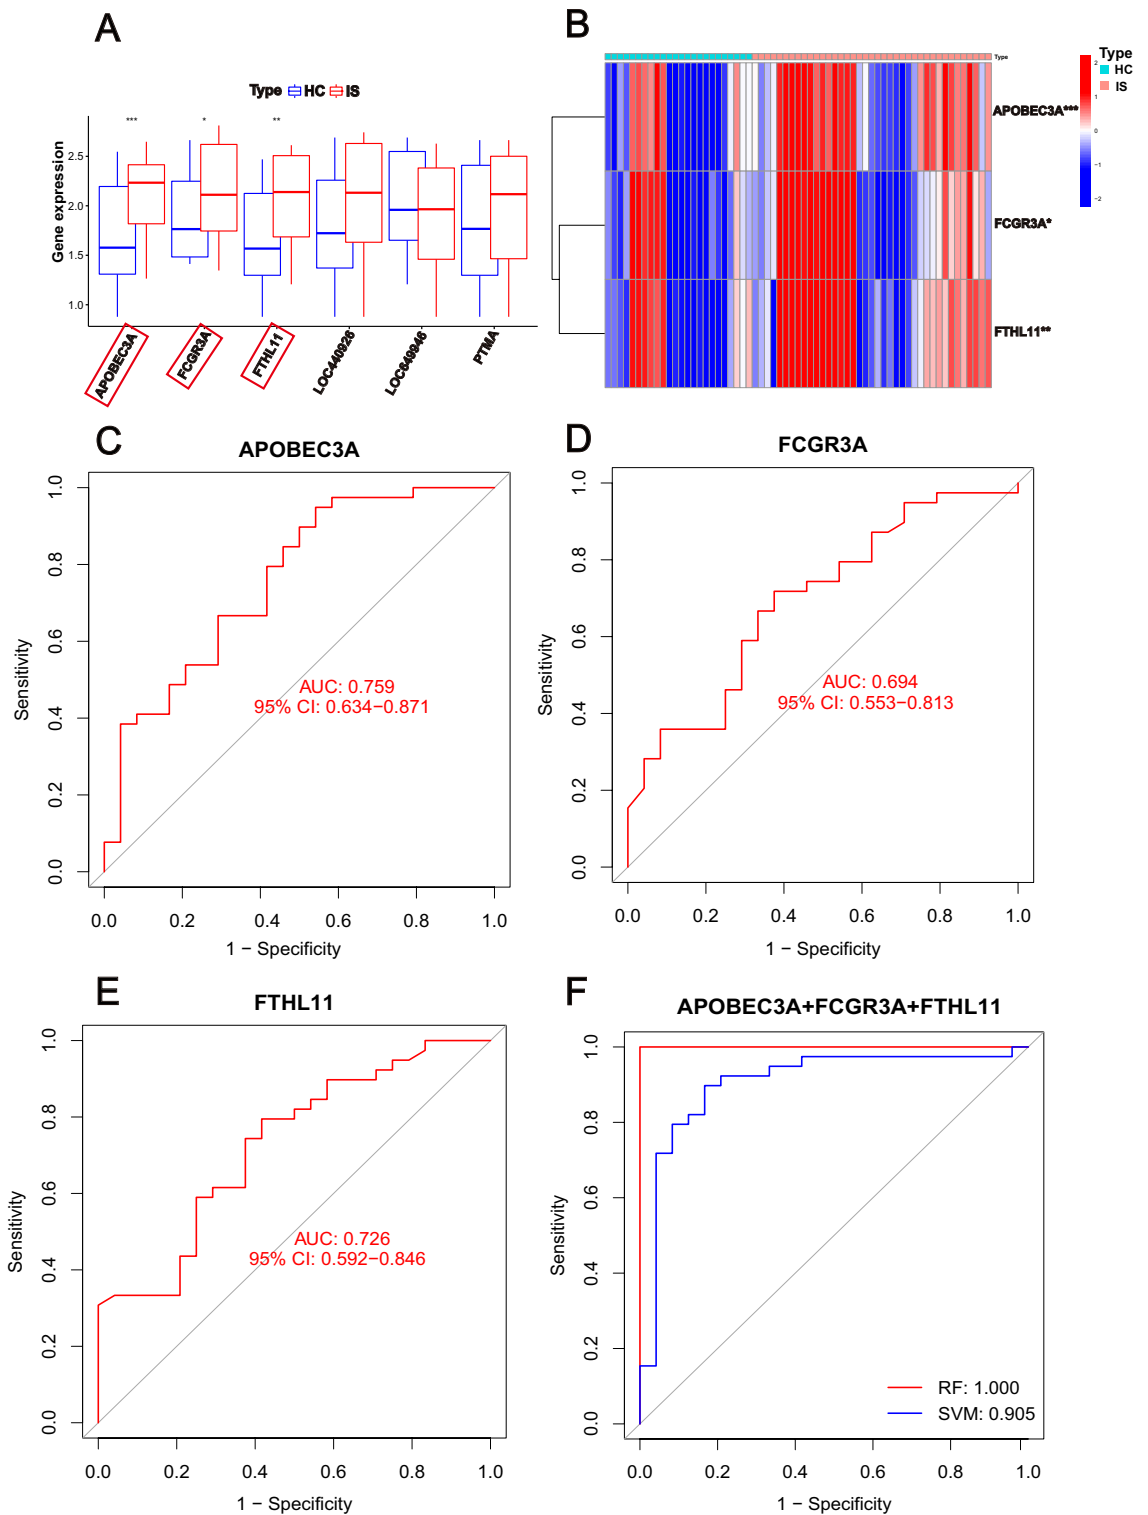 A
Type HC IS
Gene expression
2.5
2.0
1.5
1.0
*** * **
APOBEC3A
FCGR3A
FTHL11
LOC440926
LOC649946
PTMA
B
Type
APOBEC3A***
FCGR3A*
FTHL11**
2
1
0
−1
−2
Type
HC
IS
C
APOBEC3A
Sensitivity
1.0
0.8
0.6
0.4
0.2
0.0
AUC: 0.759
95% CI: 0.634−0.871
0.0 0.2 0.4 0.6 0.8 1.0
1 − Specificity
D
FCGR3A
Sensitivity
1.0
0.8
0.6
0.4
0.2
0.0
AUC: 0.694
95% CI: 0.553−0.813
0.0 0.2 0.4 0.6 0.8 1.0
1 − Specificity
E
FTHL11
Sensitivity
1.0
0.8
0.6
0.4
0.2
0.0
AUC: 0.726
95% CI: 0.592−0.846
0.0 0.2 0.4 0.6 0.8 1.0
1 − Specificity
F
APOBEC3A+FCGR3A+FTHL11
Sensitivity
1.0
0.8
0.6
0.4
0.2
0.0
RF: 1.000
SVM: 0.905
0.0 0.2 0.4 0.6 0.8 1.0
1 − Specificity